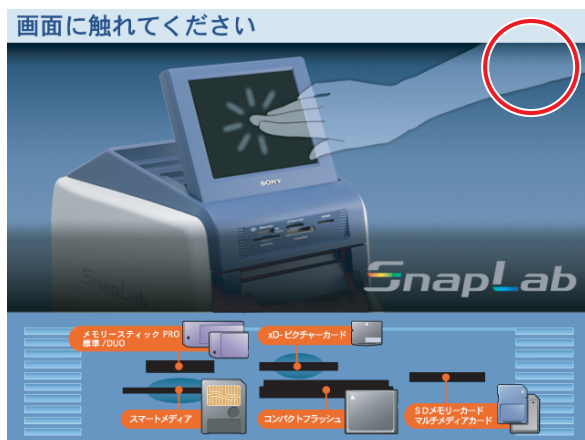 画面に触れてください
SONY
SnapLab
SnapLab
メモリースティック PRO
標準/DUO
xD-ピクチャーカード
スマートメディア
コンパクトフラッシュ
SDメモリーカード
マルチメディアカード